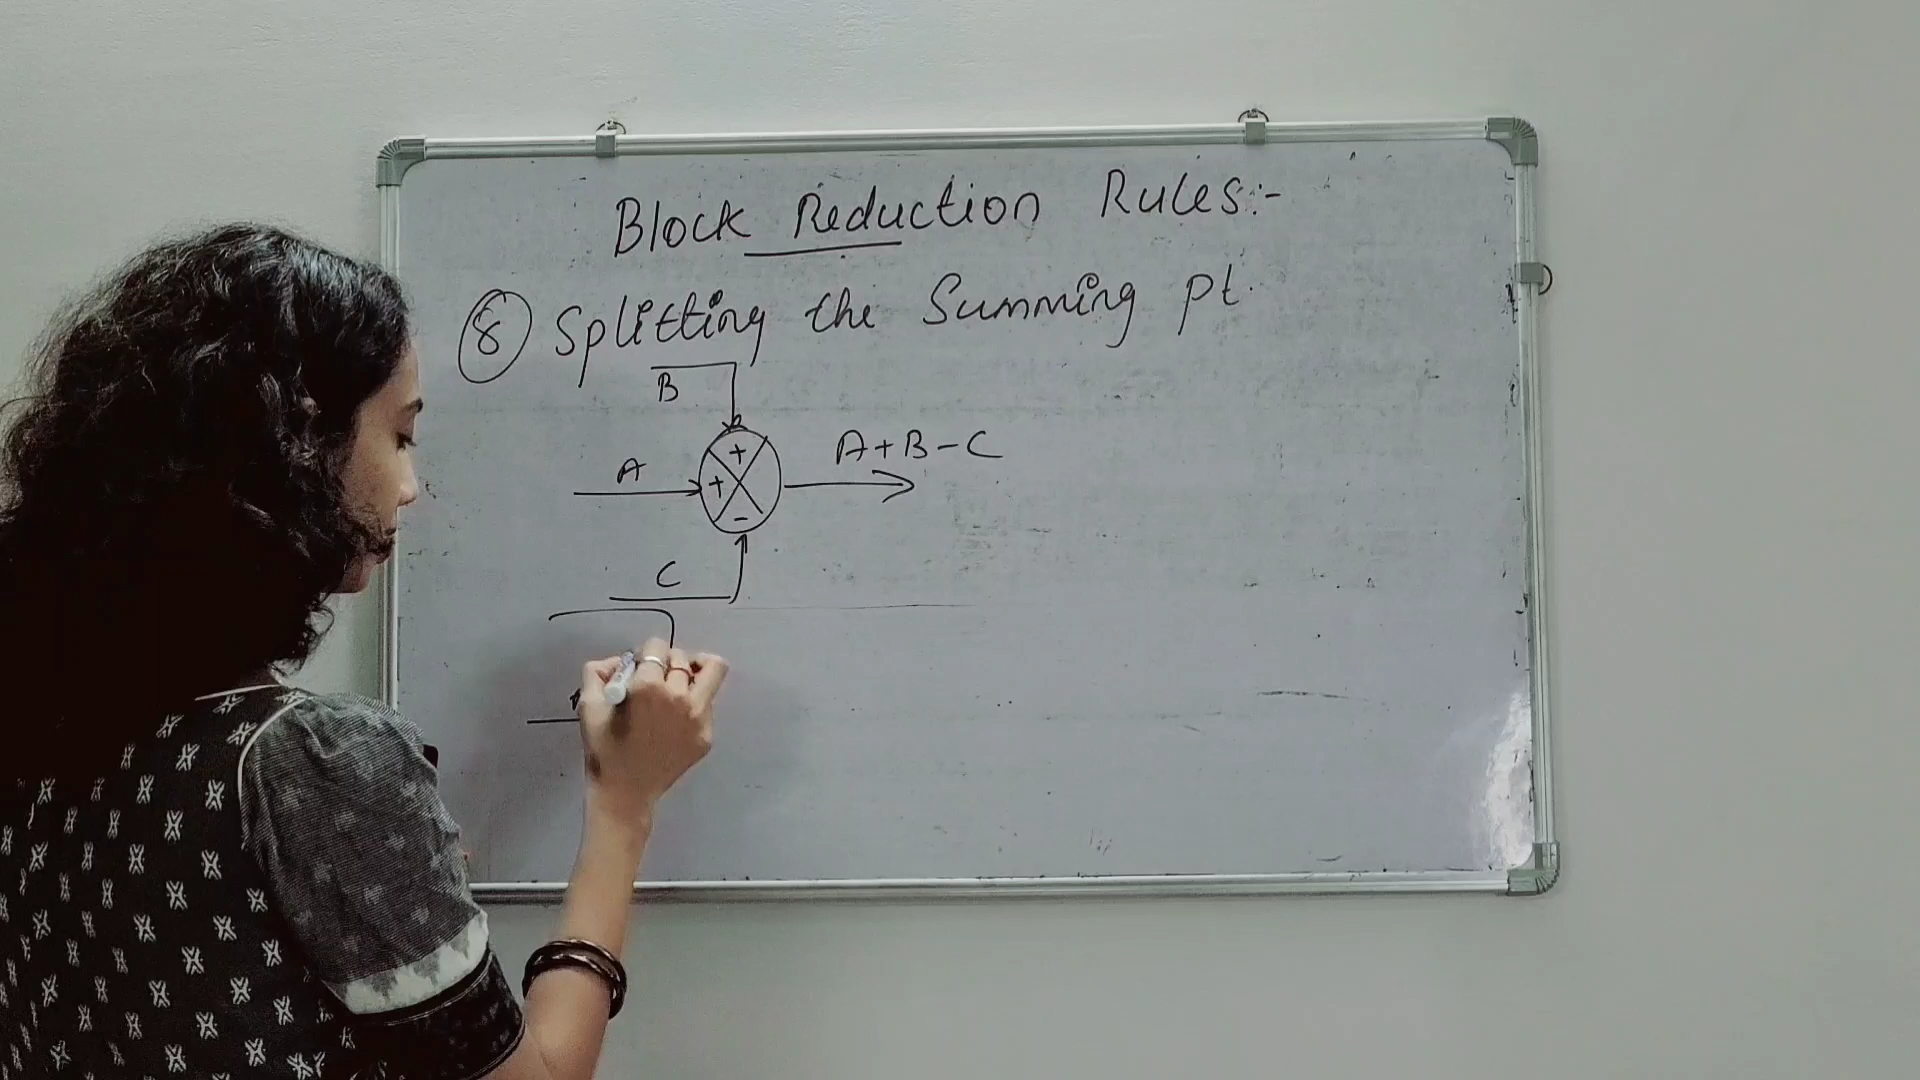 Block Reduction Rules:-
⑧ Splitting the Summing pt.
B
A + + - A+B-C
C